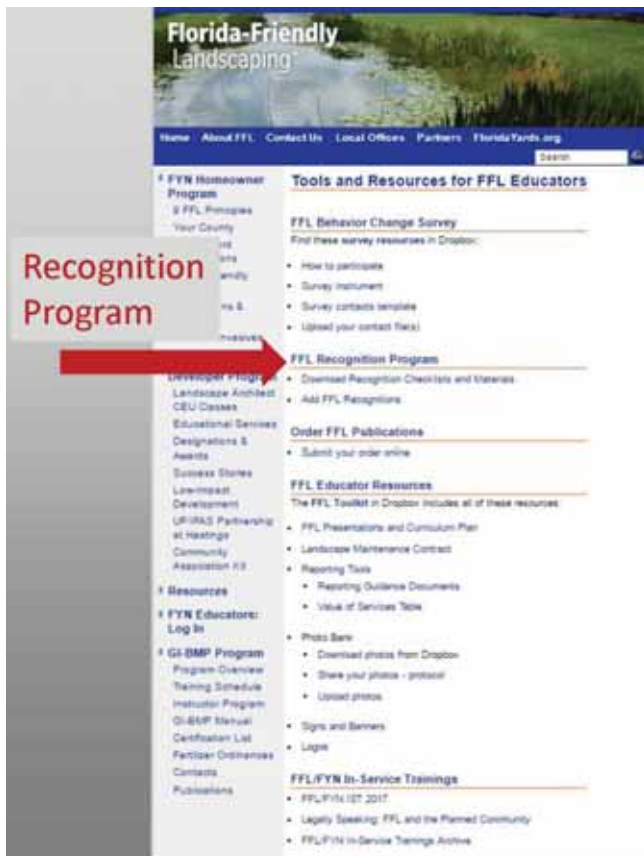 Florida-Friendly
Landscaping™
Home About FFL Contact Us Local Offices Partners FloridaYards.org
Search
FYN Homeowner
Program
9 FFL Principles
Your County
Recognition
Program
Developer Program
Landscape Architect
CEU Classes
Educational Services
Designations &
Awards
Success Stories
Low-Impact
Development
UF/IFAS Partnership
at Hastings
Community
Association Kit
Resources
FYN Educators:
Log In
GI-BMP Program
Program Overview
Training Schedule
Instructor Program
GI-BMP Manual
Certification List
Fertilizer Ordinances
Contacts
Publications
Tools and Resources for FFL Educators
FFL Behavior Change Survey
Find these survey resources in Dropbox:
How to participate
Survey instrument
Survey contacts template
Upload your contact file(s)
FFL Recognition Program
Download Recognition Checklists and Materials
Add FFL Recognitions
Order FFL Publications
Submit your order online
FFL Educator Resources
The FFL Toolkit in Dropbox includes all of these resources:
FFL Presentations and Curriculum Plan
Landscape Maintenance Contract
Reporting Tools
Reporting Guidance Documents
Value of Services Table
Photo Bank
Download photos from Dropbox
Share your photos - protocol
Upload photos
Signs and Banners
Logos
FFL/FYN In-Service Trainings
FFL/FYN IST 2017
Legally Speaking: FFL and the Planned Community
FFL/FYN In-Service Trainings Archive